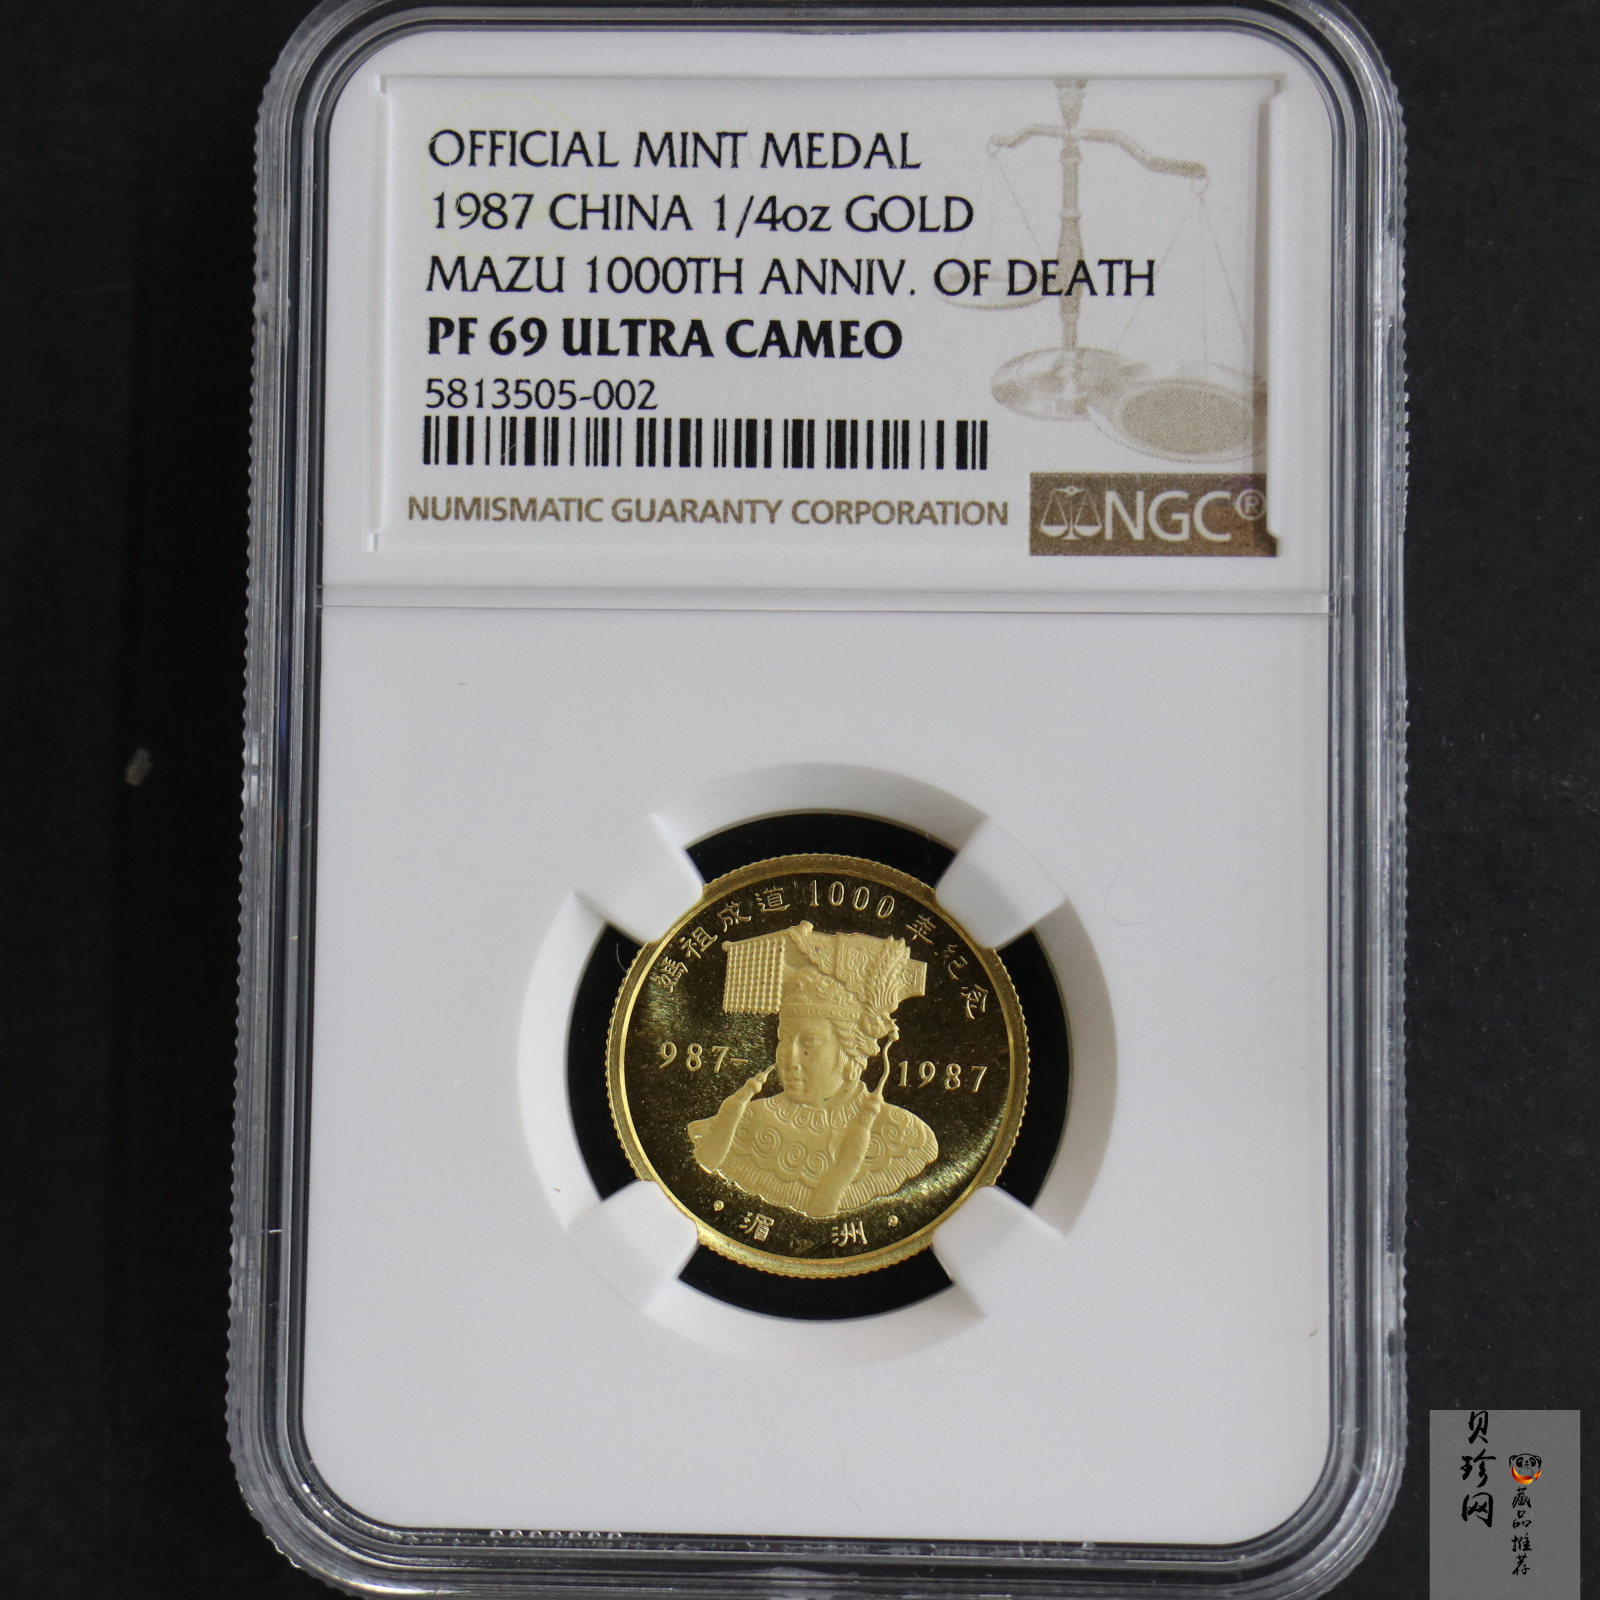 OFFICIAL MINT MEDAL
1987 CHINA 1/4oz GOLD
MAZU 1000TH ANNIV. OF DEATH
PF 69 ULTRA CAMEO
5813505-002
NUMISMATIC GUARANTY CORPORATION
NGC®
媽祖成道1000年纪念
987-1987
湄洲
贝珍网
藏品推荐